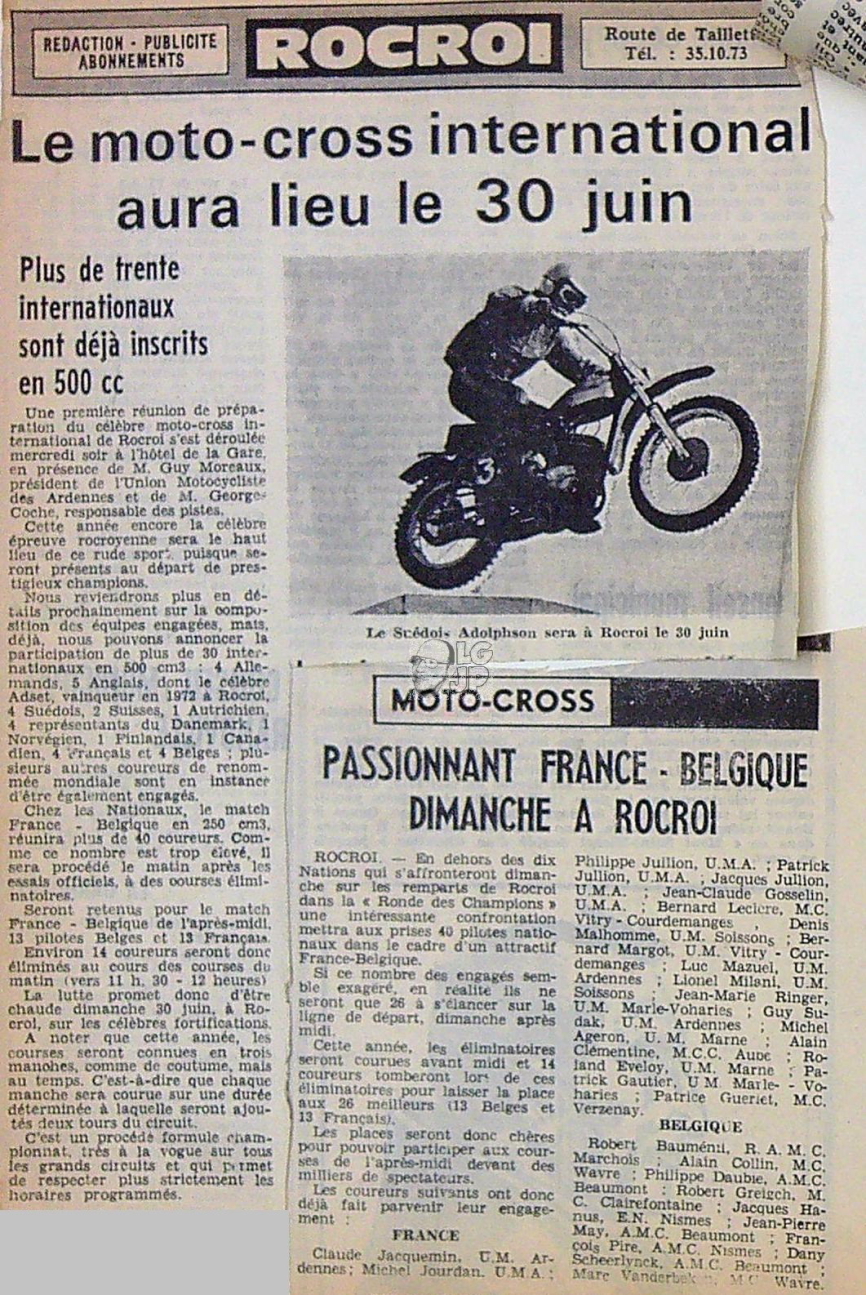 REDACTION - PUBLICITE
ABONNEMENTS
ROCROI
Route de Taillette
Tél. : 35.10.73
Le moto-cross international
aura lieu le 30 juin
Plus de trente
internationaux
sont déjà inscrits
en 500 cc
Une première réunion de prépa-
ration du célèbre moto-cross in-
ternational de Rocroi s'est déroulée
mercredi soir à l'hôtel de la Gare,
en présence de M. Guy Moreaux,
président de l'Union Motocycliste
des Ardennes et de M. George-
Coche, responsable des pistes.
Cette année encore la célèbre
épreuve rocroyenne sera le haut
lieu de ce rude sport, puisque se-
ront présents au départ de pres-
tigieux champions.
Nous reviendrons plus en dé-
tails prochainement sur la compo-
sition des équipes engagées, mais,
déjà, nous pouvons annoncer la
participation de plus de 30 inter-
nationaux en 500 cm3 : 4 Alle-
mands, 5 Anglais, dont le célèbre
Adset, vainqueur en 1972 à Rocroi,
4 Suédois, 2 Suisses, 1 Autrichien,
4 représentants du Danemark, 1
Norvégien, 1 Finlandais, 1 Cana-
dien, 4 Français et 4 Belges ; plu-
sieurs autres coureurs de renom-
mée mondiale sont en instance
d'être également engagés.
Chez les Nationaux, le match
France - Belgique en 250 cm3,
réunira plus de 40 coureurs. Com-
me ce nombre est trop élevé, il
sera procédé le matin après les
essais officiels, à des courses élimi-
natoires.
Seront retenus pour le match
France - Belgique de l'après-midi,
13 pilotes Belges et 13 Français.
Environ 14 coureurs seront donc
éliminés au cours des courses du
matin (vers 11 h. 30 - 12 heures)
La lutte promet donc d'être
chaude dimanche 30 juin, à Ro-
croi, sur les célèbres fortifications.
A noter que cette année, les
courses seront connues en trois
manches, comme de coutume, mais
au temps. C'est-à-dire que chaque
manche sera courue sur une durée
déterminée à laquelle seront ajou-
tés deux tours du circuit.
C'est un procédé formule cham-
pionnat, très à la vogue sur tous
les grands circuits et qui permet
de respecter plus strictement les
horaires programmés.
3
Le Suédois Adolphson sera à Rocroi le 30 juin
LG
JP
MOTO-CROSS
PASSIONNANT FRANCE - BELGIQUE
DIMANCHE A ROCROI
ROCROI. — En dehors des dix
Nations qui s'affronteront diman-
che sur les remparts de Rocroi
dans la « Ronde des Champions »
une intéressante confrontation
mettra aux prises 40 pilotes natio-
naux dans le cadre d'un attractif
France-Belgique.
Si ce nombre des engagés sem-
ble exagéré, en réalité ils ne
seront que 26 à s'élancer sur la
ligne de départ, dimanche après
midi.
Cette année, les éliminatoires
seront courues avant midi et 14
coureurs tomberont lors de ces
éliminatoires pour laisser la place
aux 26 meilleurs (13 Belges et
13 Français).
Les places seront donc chères
pour pouvoir participer aux cour-
ses de l'après-midi devant des
milliers de spectateurs.
Les coureurs suivants ont donc
déjà fait parvenir leur engage-
ment :
FRANCE
Claude Jacquemin, U.M. Ar-
dennes ; Michel Jourdan, U.M.A. ;
Philippe Jullion, U.M.A. ; Patrick
Jullion, U.M.A. ; Jacques Jullion,
U.M.A. ; Jean-Claude Gosselin,
U.M.A. ; Bernard Leclere, M.C.
Vitry - Courdemanges , Denis
Malhomme, U.M. Soissons ; Ber-
nard Margot, U.M. Vitry - Cour-
demanges ; Luc Mazuel, U.M.
Ardennes ; Lionel Milani, U.M.
Soissons ; Jean-Marie Ringer,
U.M. Marle-Voharies ; Guy Su-
dak, U.M. Ardennes ; Michel
Ageron, U.M. Marne ; Alain
Clémentine, M.C.C. Aube ; Ro-
land Eveloy, U.M. Marne ; Pa-
trick Gautier, U.M. Marle - Vo-
haries ; Patrice Gueriet, M.C.
Verzenay.
BELGIQUE
Robert Bauménil, R.A.M.C.
Marchois ; Alain Collin, M.C.
Wavre ; Philippe Daubie, A.M.C.
Beaumont : Robert Greigch, M.
C. Clairefontaine ; Jacques Ha-
nus, E.N. Nismes ; Jean-Pierre
May, A.M.C. Beaumont ; Fran-
çois Pire, A.M.C. Nismes ; Dany
Scheerlynck, A.M.C. Beaumont ;
Marc M.C. Wavre.